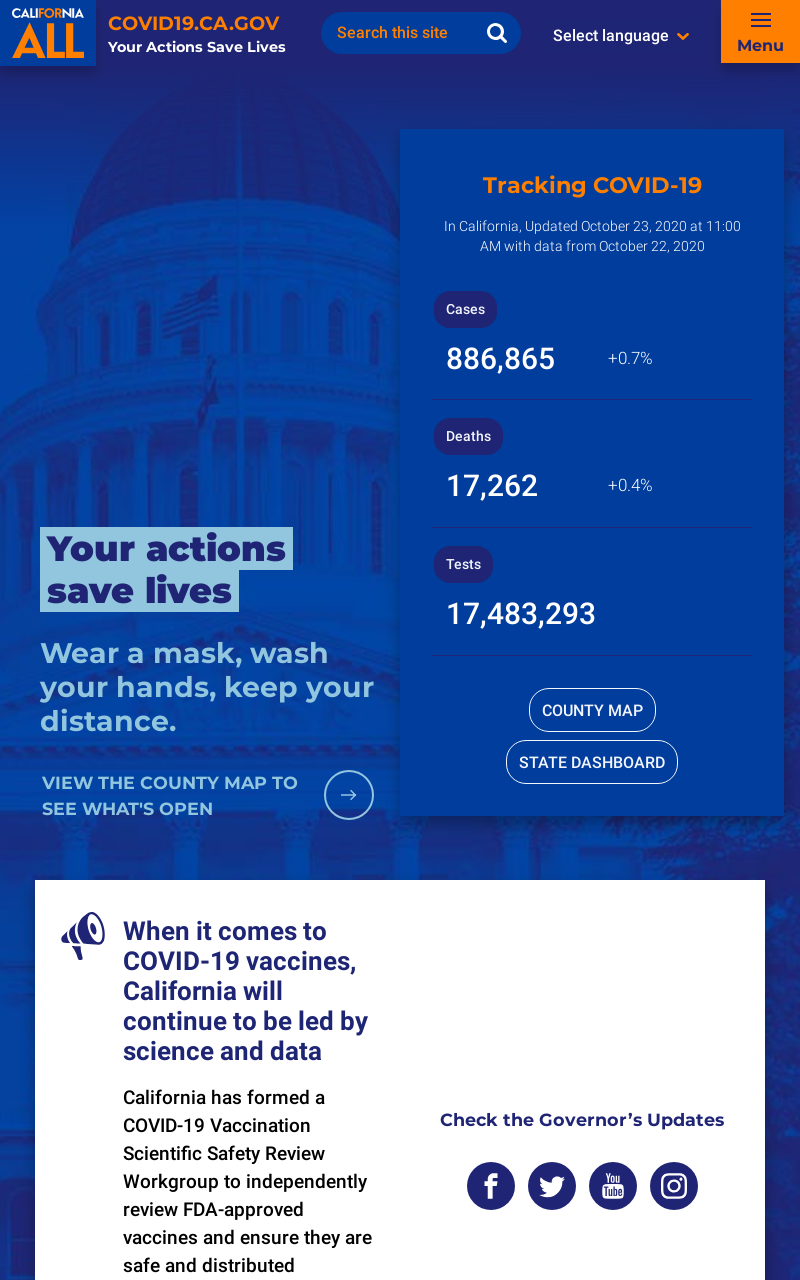 CALIFORNIA
ALL
COVID19.CA.GOV
Your Actions Save Lives
Search this site
Select language
Menu
Tracking COVID-19
In California, Updated October 23, 2020 at 11:00
AM with data from October 22, 2020
Cases
886,865 +0.7%
Deaths
17,262 +0.4%
Tests
17,483,293
COUNTY MAP
STATE DASHBOARD
Your actions
save lives
Wear a mask, wash
your hands, keep your
distance.
VIEW THE COUNTY MAP TO
SEE WHAT'S OPEN
When it comes to
COVID-19 vaccines,
California will
continue to be led by
science and data
California has formed a
COVID-19 Vaccination
Scientific Safety Review
Workgroup to independently
review FDA-approved
vaccines and ensure they are
safe and distributed
Check the Governor’s Updates
You
Tube